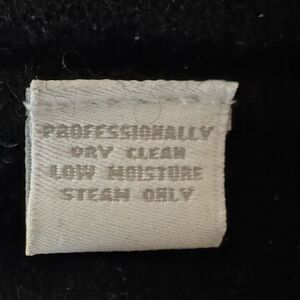 PROFESSIONALLY
DRY CLEAN
LOW MOISTURE
STEAM ONLY